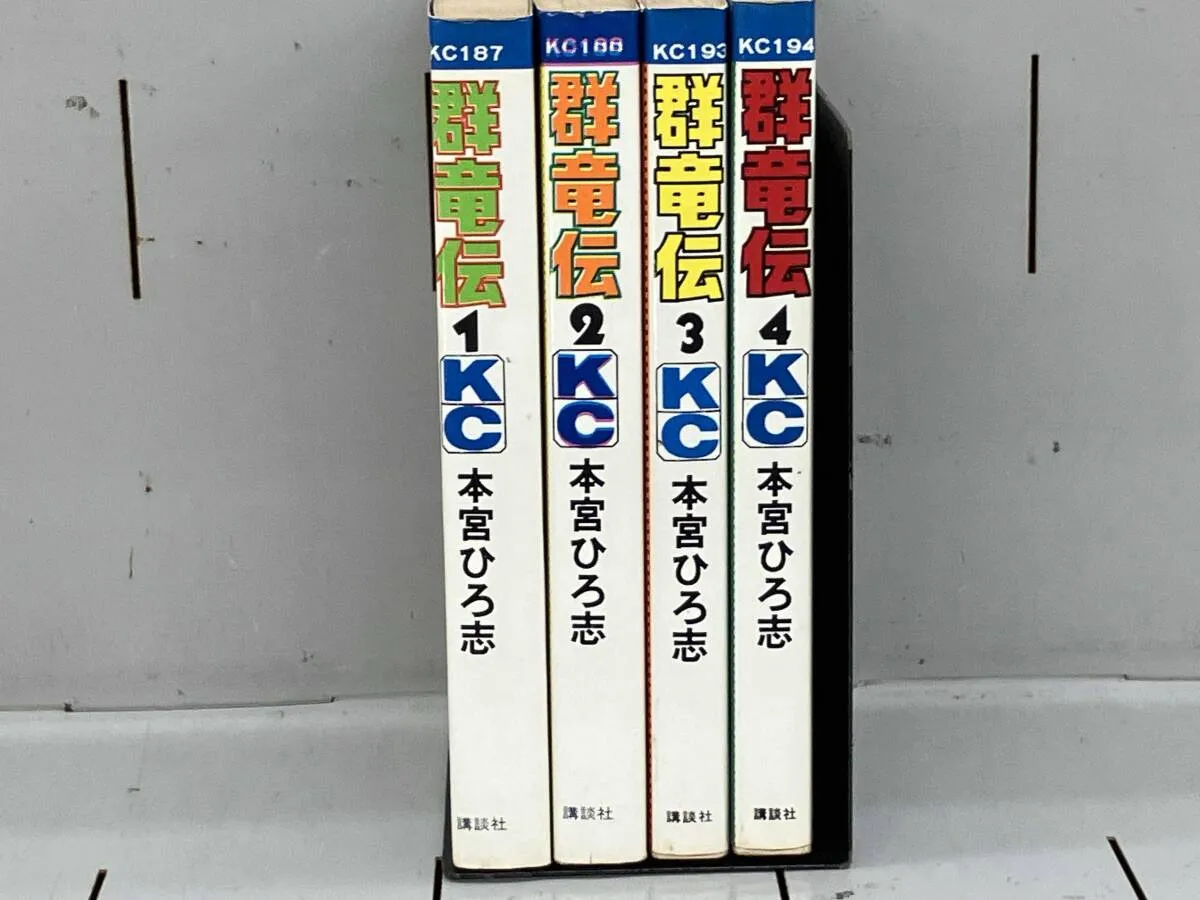 KC187
群竜伝
1
KC
本宮ひろ志
講談社
KC188
群竜伝
2
KC
本宮ひろ志
講談社
KC193
群竜伝
3
KC
本宮ひろ志
講談社
KC194
群竜伝
4
KC
本宮ひろ志
講談社